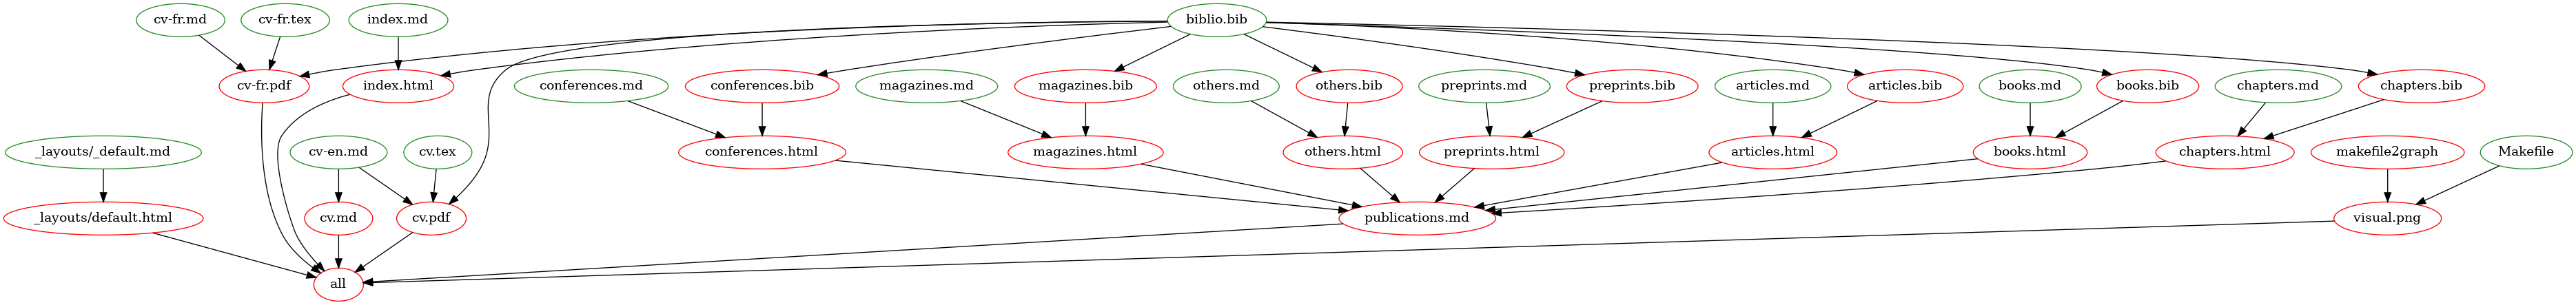 cv-fr.md
cv-fr.tex
index.md
biblio.bib
cv-fr.pdf
index.html
conferences.md
conferences.bib
magazines.md
magazines.bib
others.md
others.bib
preprints.md
preprints.bib
articles.md
articles.bib
books.md
books.bib
chapters.md
chapters.bib
_layouts/_default.md
cv-en.md
cv.tex
conferences.html
magazines.html
others.html
preprints.html
articles.html
books.html
chapters.html
makefile2graph
Makefile
_layouts/default.html
cv.md
cv.pdf
publications.md
visual.png
all